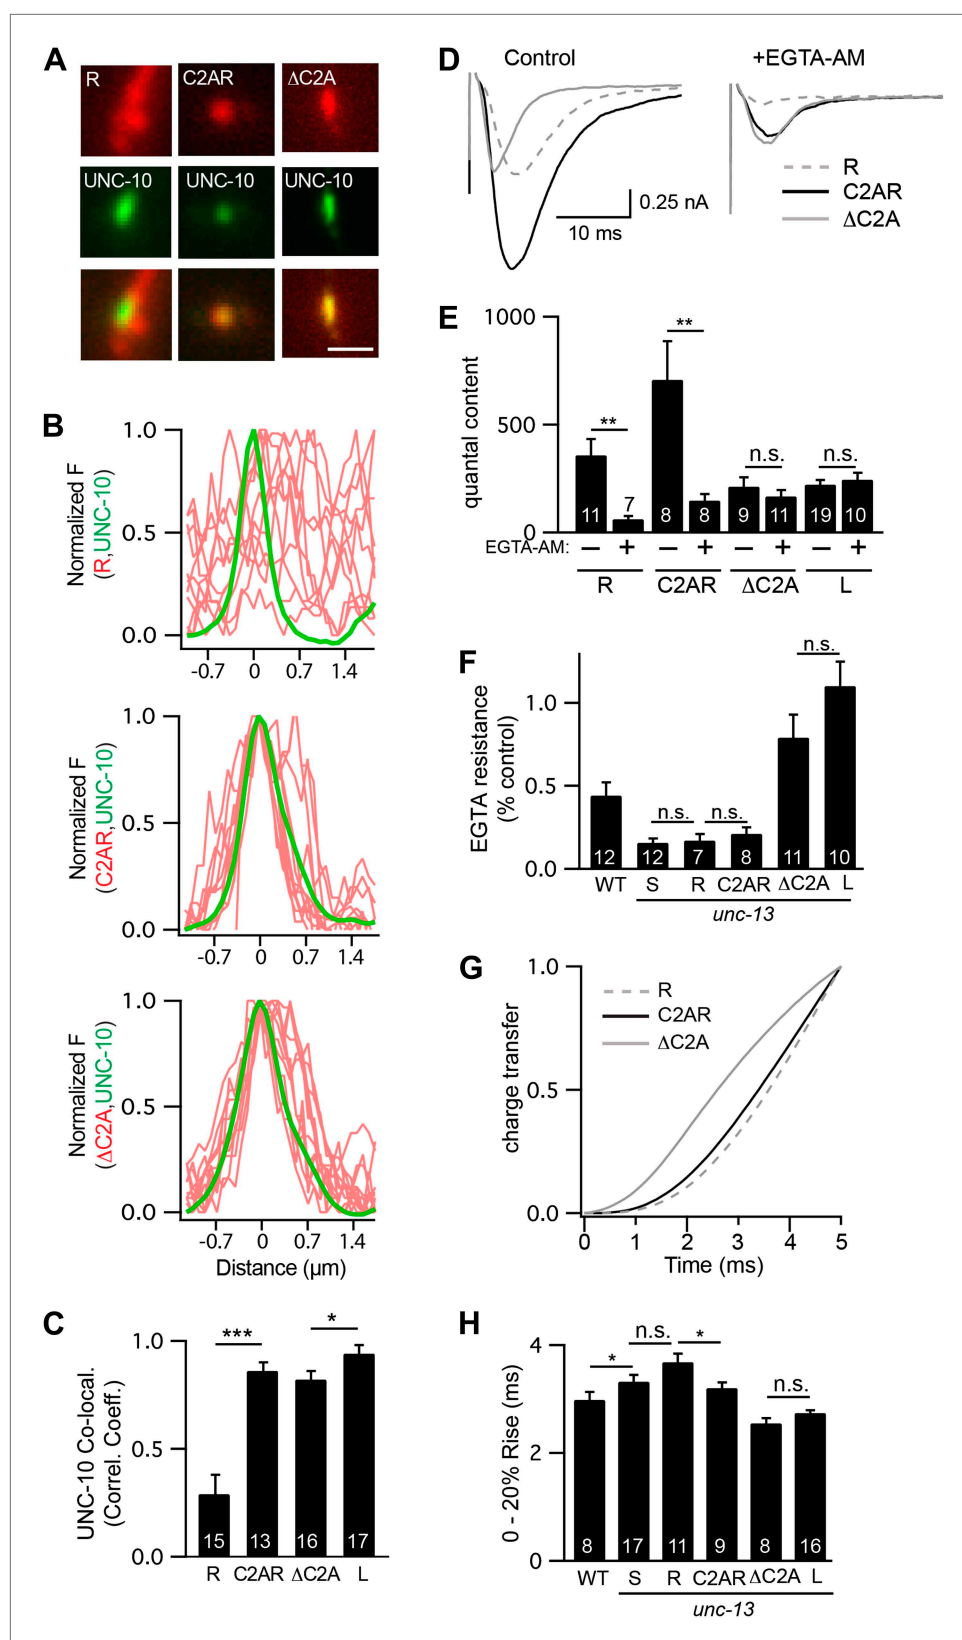 A
R
C2AR
ΔC2A
UNC-10
UNC-10
UNC-10
B
Normalized F
(R,UNC-10)
1.0
0.5
0.0
-0.7
0
0.7
1.4
Normalized F
(C2AR,UNC-10)
1.0
0.5
0.0
-0.7
0
0.7
1.4
Normalized F
(ΔC2A,UNC-10)
1.0
0.5
0.0
-0.7
0
0.7
1.4
Distance (μm)
C
UNC-10 Co-local.
(Correl. Coeff.)
1.0
0.5
0.0
***
*
15
13
16
17
R
C2AR
ΔC2A
L
D
Control
+EGTA-AM
0.25 nA
10 ms
R
C2AR
ΔC2A
E
quantal content
1000
500
0
**
**
n.s.
n.s.
11
7
8
8
9
11
19
10
EGTA-AM:
− + − + − + − +
R
C2AR
ΔC2A
L
F
EGTA resistance
(% control)
1.0
0.5
0.0
n.s.
n.s.
n.s.
12
12
7
8
11
10
WT
S
R
C2AR
ΔC2A
L
unc-13
G
charge transfer
1.0
0.5
0.0
R
C2AR
ΔC2A
0
1
2
3
4
5
Time (ms)
H
0 - 20% Rise (ms)
4
2
0
*
n.s.
*
n.s.
8
17
11
9
8
16
WT
S
R
C2AR
ΔC2A
L
unc-13